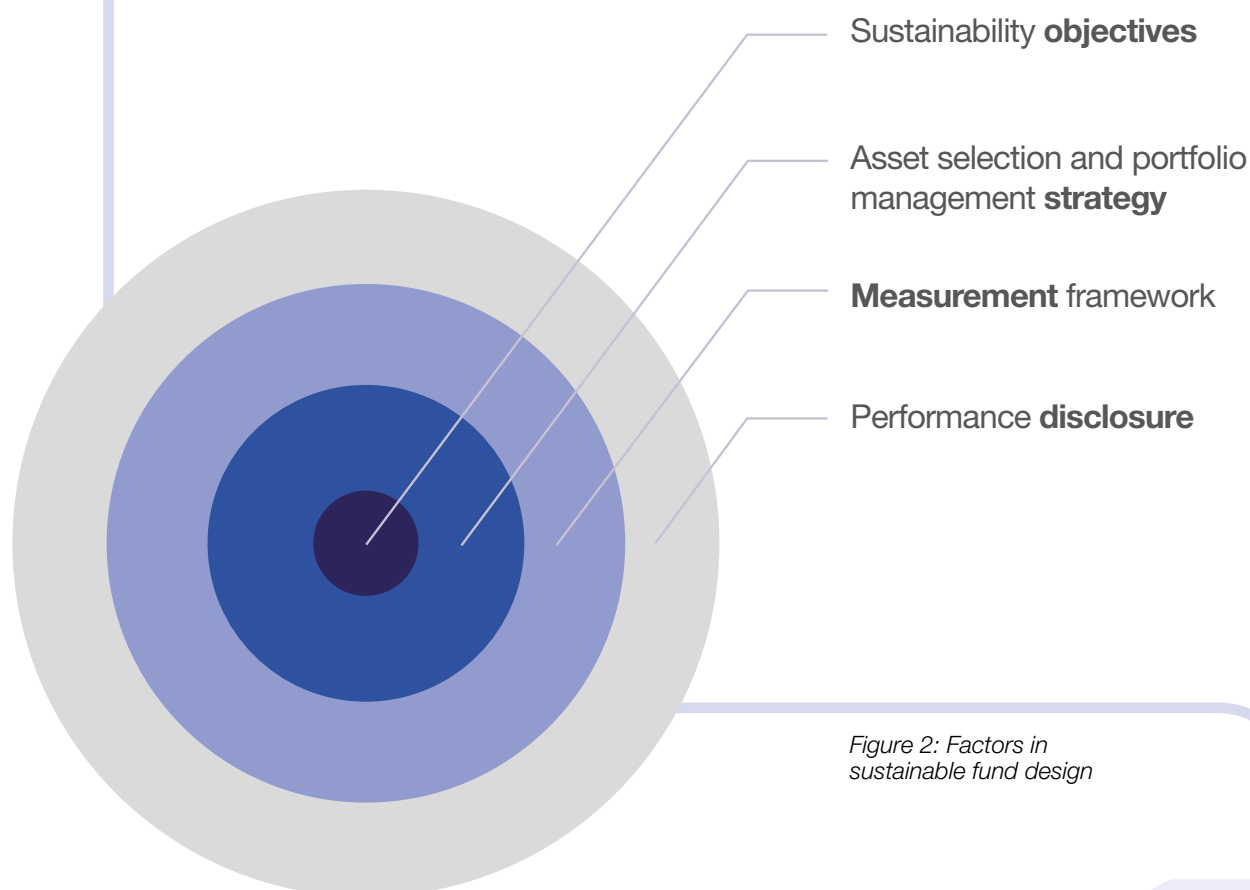 Sustainability objectives
Asset selection and portfolio
management strategy
Measurement framework
Performance disclosure
Figure 2: Factors in
sustainable fund design